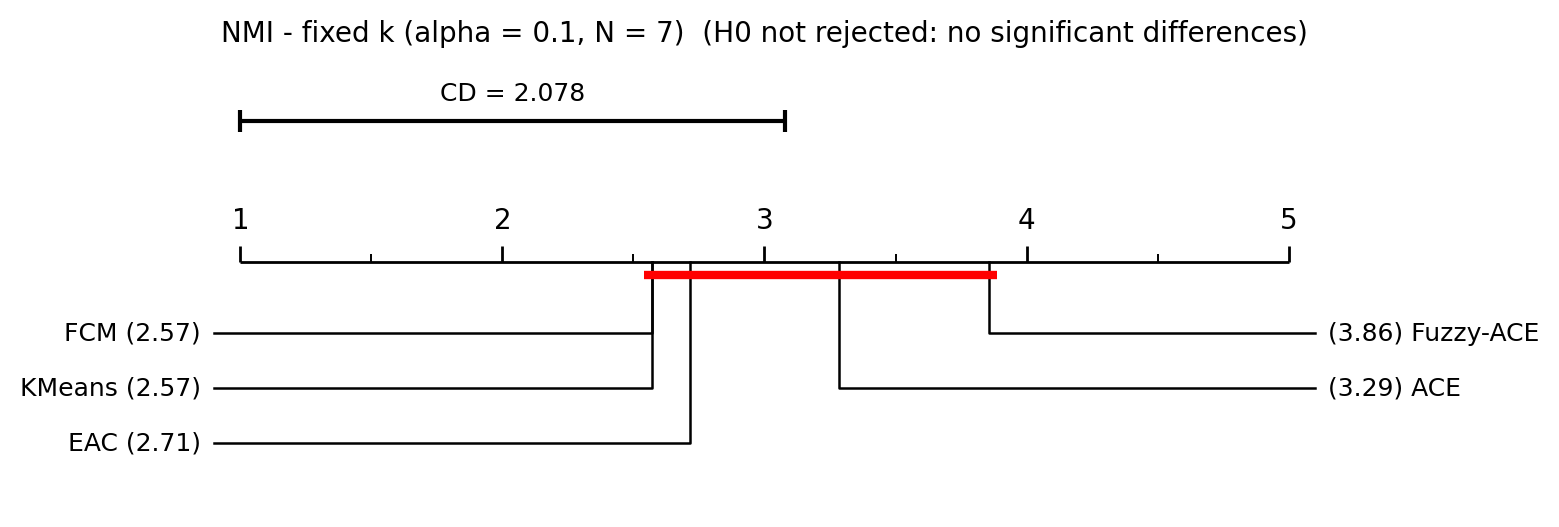 NMI - fixed k (alpha = 0.1, N = 7)  (H0 not rejected: no significant differences)
CD = 2.078
1 2 3 4 5
FCM (2.57)
(3.86) Fuzzy-ACE
KMeans (2.57)
(3.29) ACE
EAC (2.71)